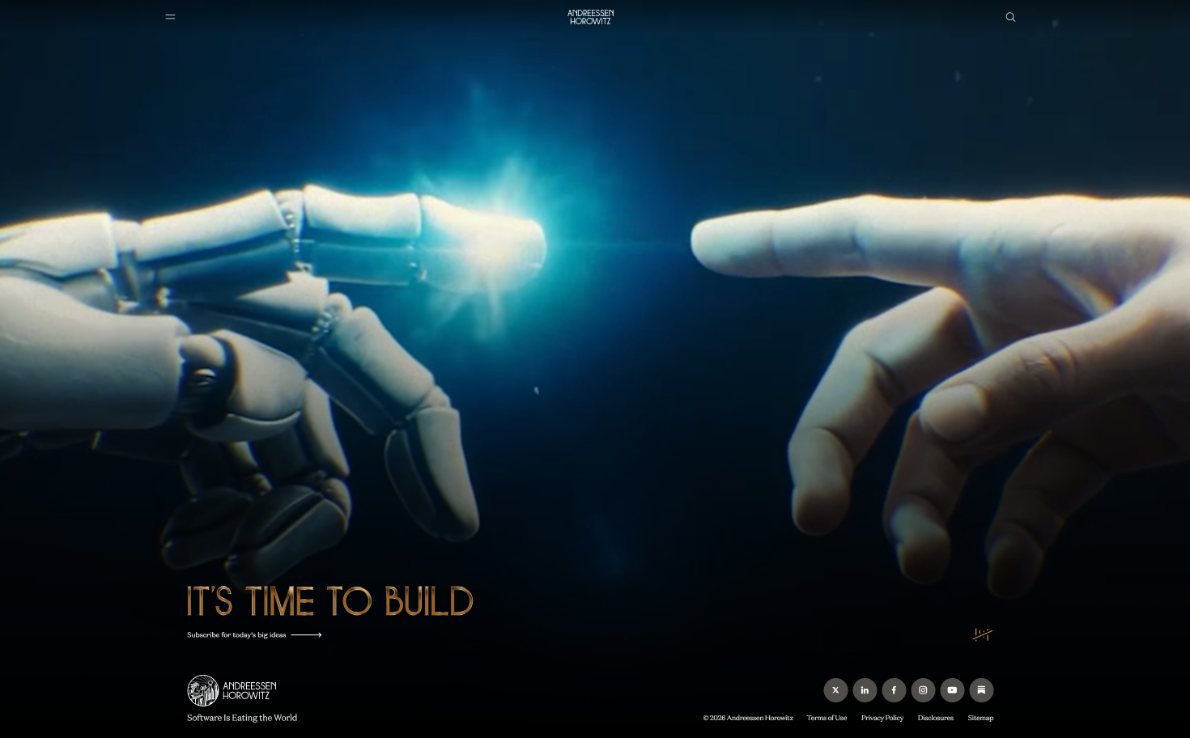 ANDREESSEN
HOROWITZ
IT'S TIME TO BUILD
Subscribe for today's big ideas
ANDREESSEN
HOROWITZ
Software Is Eating the World
© 2026 Andreessen Horowitz
Terms of Use
Privacy Policy
Disclosures
Sitemap